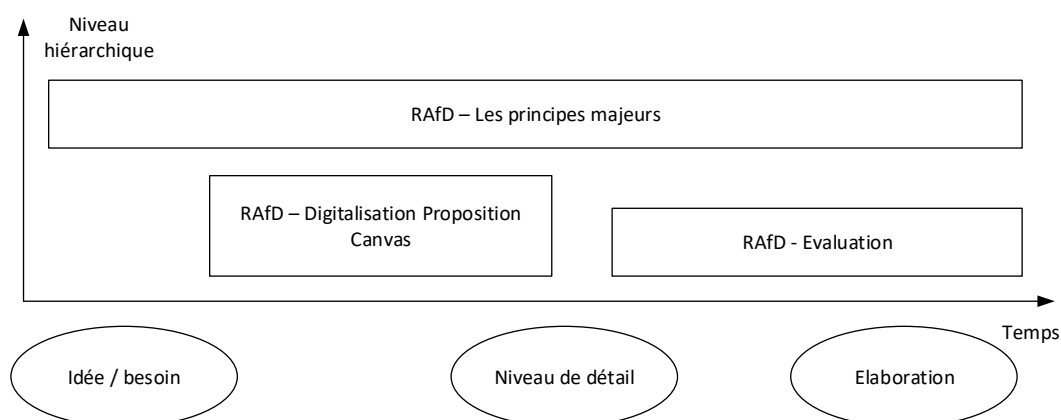 Niveau
hiérarchique
RAfD – Les principes majeurs
RAfD – Digitalisation Proposition
Canvas
RAfD - Evaluation
Temps
Idée / besoin
Niveau de détail
Elaboration